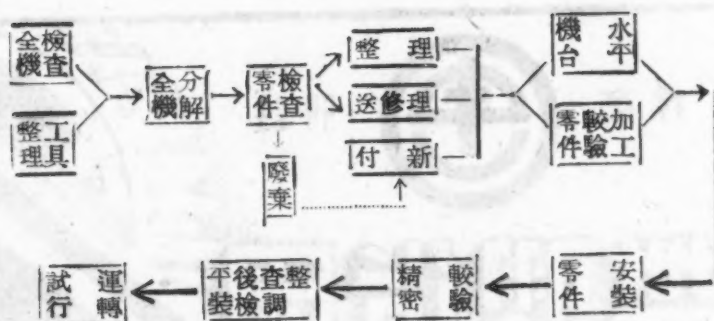 全機檢查
整理工具
全機分解
零件檢查
廢棄
整理
送修理
付新
機台水平
零件較驗加工
零件安裝
精密較驗
平裝後檢查調整
試行運轉